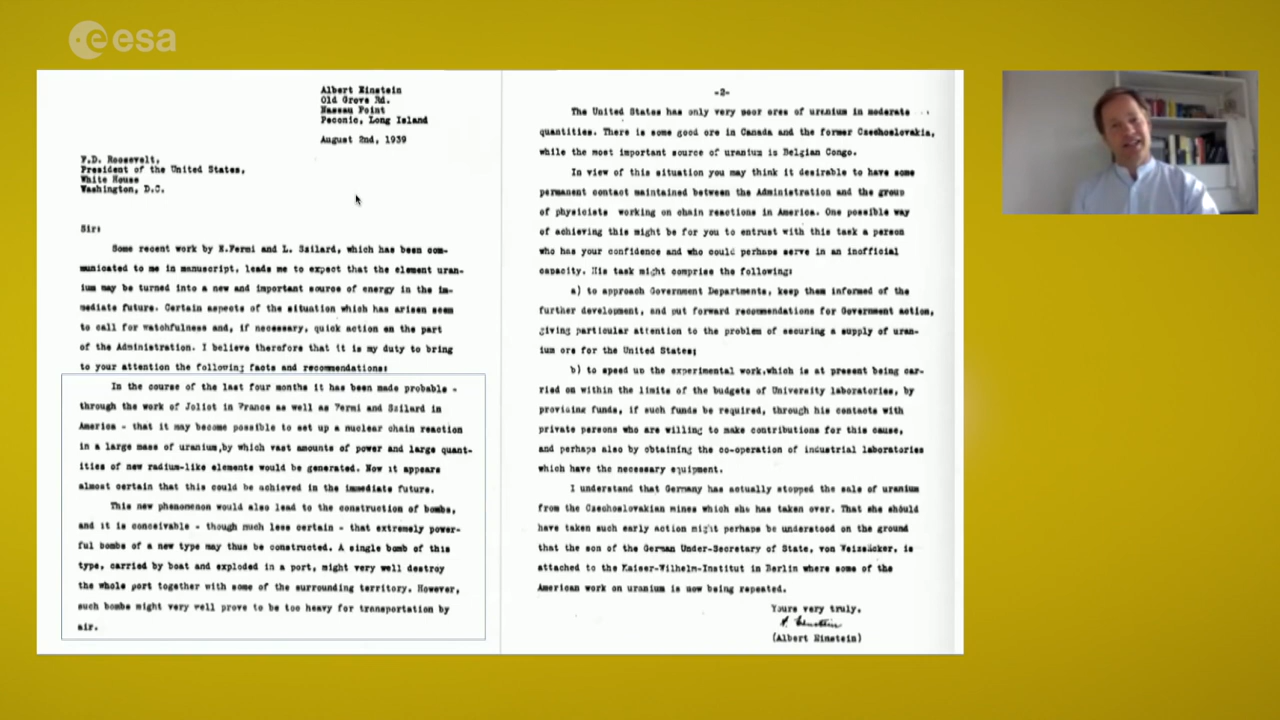 esa
Albert Einstein
Old Grove Rd.
Nassau Point
Peconic, Long Island
August 2nd, 1939
F.D. Roosevelt,
President of the United States,
White House
Washington, D.C.
Sir:
Some recent work by E.Fermi and L. Szilard, which has been com-
municated to me in manuscript, leads me to expect that the element uran-
ium may be turned into a new and important source of energy in the im-
mediate future. Certain aspects of the situation which has arisen seem
to call for watchfulness and, if necessary, quick action on the part
of the Administration. I believe therefore that it is my duty to bring
to your attention the following facts and recommendations:
In the course of the last four months it has been made probable -
through the work of Joliot in France as well as Fermi and Szilard in
America - that it may become possible to set up a nuclear chain reaction
in a large mass of uranium,by which vast amounts of power and large quant-
ities of new radium-like elements would be generated. Now it appears
almost certain that this could be achieved in the immediate future.
This new phenomenon would also lead to the construction of bombs,
and it is conceivable - though much less certain - that extremely power-
ful bombs of a new type may thus be constructed. A single bomb of this
type, carried by boat and exploded in a port, might very well destroy
the whole port together with some of the surrounding territory. However,
such bombs might very well prove to be too heavy for transportation by
air.
-2-
The United States has only very poor ores of uranium in moderate
quantities. There is some good ore in Canada and the former Czechoslovakia,
while the most important source of uranium is Belgian Congo.
In view of this situation you may think it desirable to have some
permanent contact maintained between the Administration and the group
of physicists working on chain reactions in America. One possible way
of achieving this might be for you to entrust with this task a person
who has your confidence and who could perhaps serve in an inofficial
capacity. His task might comprise the following:
a) to approach Government Departments, keep them informed of the
further development, and put forward recommendations for Government action,
giving particular attention to the problem of securing a supply of uran-
ium ore for the United States;
b) to speed up the experimental work,which is at present being car-
ried on within the limits of the budgets of University laboratories, by
providing funds, if such funds be required, through his contacts with
private persons who are willing to make contributions for this cause,
and perhaps also by obtaining the co-operation of industrial laboratories
which have the necessary equipment.
I understand that Germany has actually stopped the sale of uranium
from the Czechoslovakian mines which she has taken over. That she should
have taken such early action might perhaps be understood on the ground
that the son of the German Under-Secretary of State, von Weizsäcker, is
attached to the Kaiser-Wilhelm-Institut in Berlin where some of the
American work on uranium is now being repeated.
Yours very truly.
A. Einstein
(Albert Einstein)